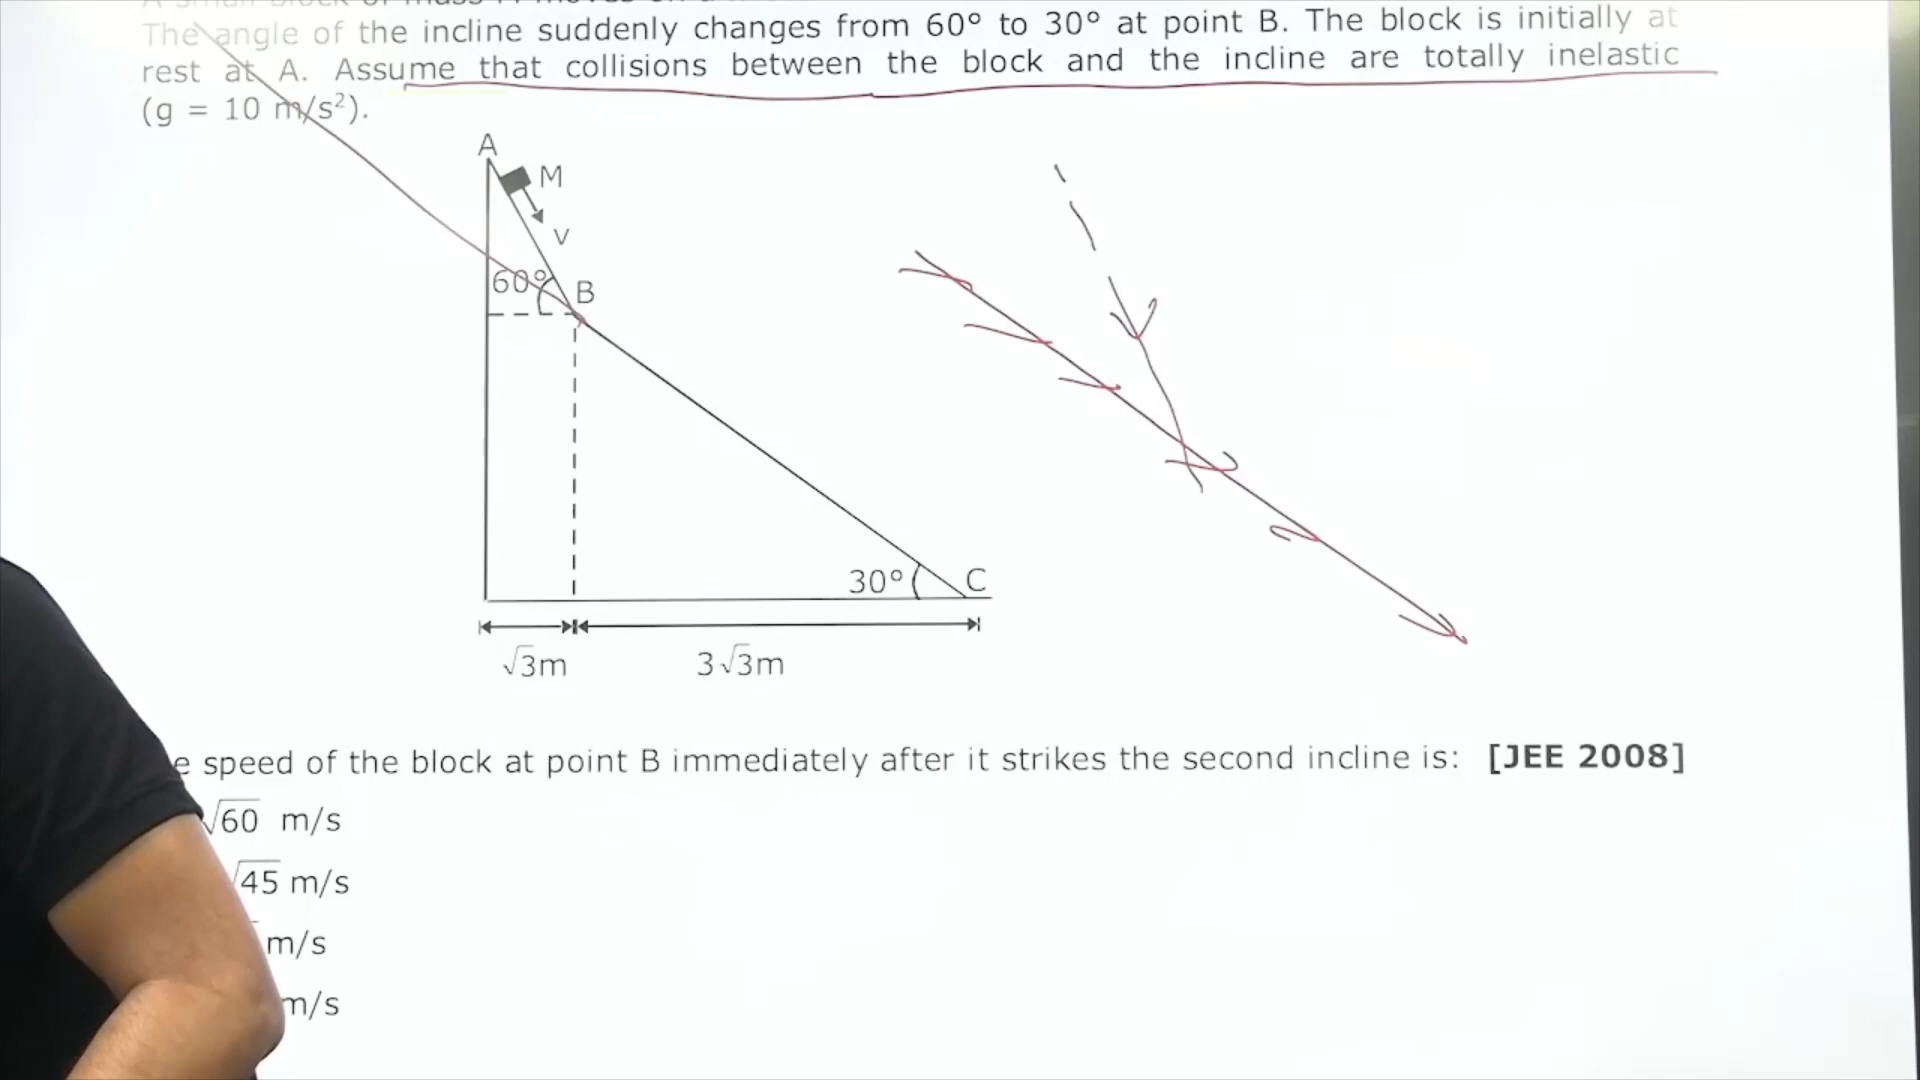 The angle of the incline suddenly changes from 60° to 30° at point B. The block is initially at
rest at A. Assume that collisions between the block and the incline are totally inelastic
(g = 10 m/s²).
A
M
v
60°
B
30°
C
√3m
3√3m
speed of the block at point B immediately after it strikes the second incline is: [JEE 2008]
√60 m/s
√45 m/s
m/s
m/s